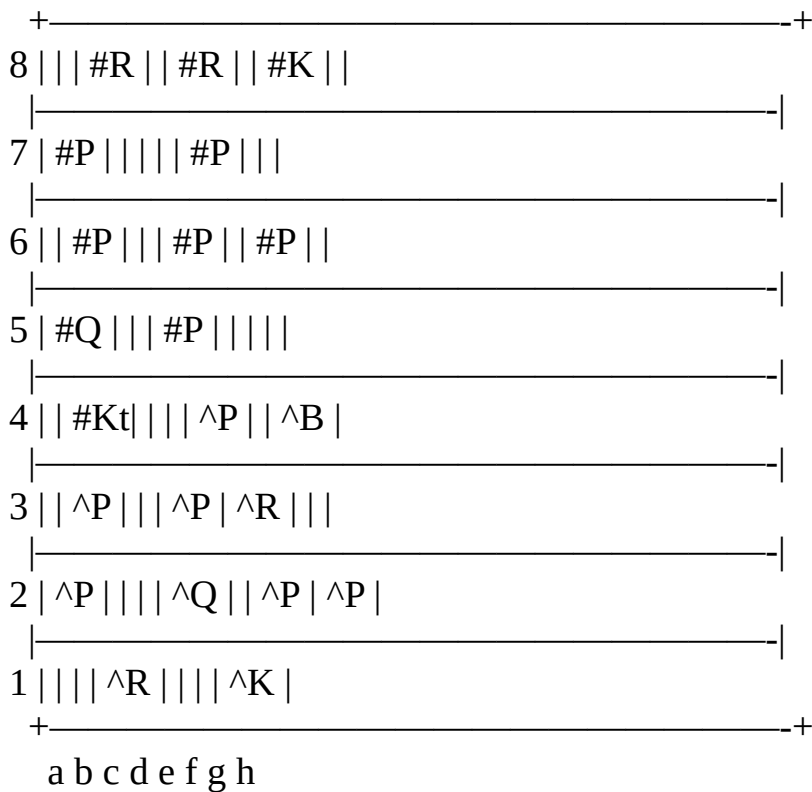 +———————————————————-+
8 | | | #R | | #R | | #K | |
|———————————————————-|
7 | #P | | | | | #P | | |
|———————————————————-|
6 | | #P | | | #P | | #P | |
|———————————————————-|
5 | #Q | | | #P | | | | |
|———————————————————-|
4 | | #Kt| | | | ^P | | ^B |
|———————————————————-|
3 | | ^P | | | ^P | ^R | | |
|———————————————————-|
2 | ^P | | | | ^Q | | ^P | ^P |
|———————————————————-|
1 | | | | ^R | | | | ^K |
+———————————————————-+
a b c d e f g h